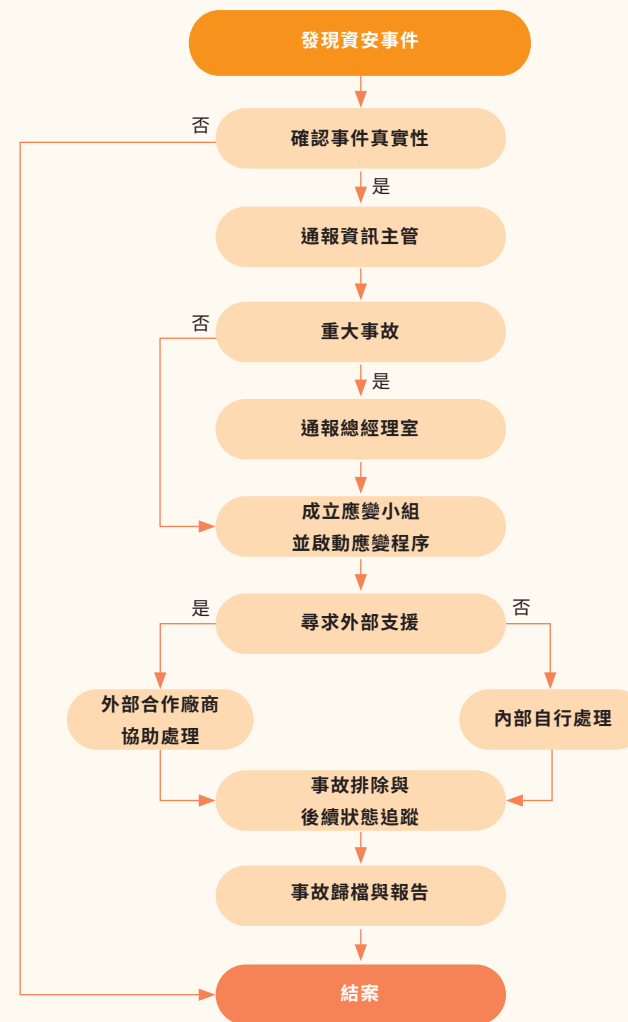 發現資安事件
否
確認事件真實性
是
通報資訊主管
否
重大事故
是
通報總經理室
成立應變小組
並啟動應變程序
是
尋求外部支援
否
外部合作廠商
協助處理
內部自行處理
事故排除與
後續狀態追蹤
事故歸檔與報告
結案